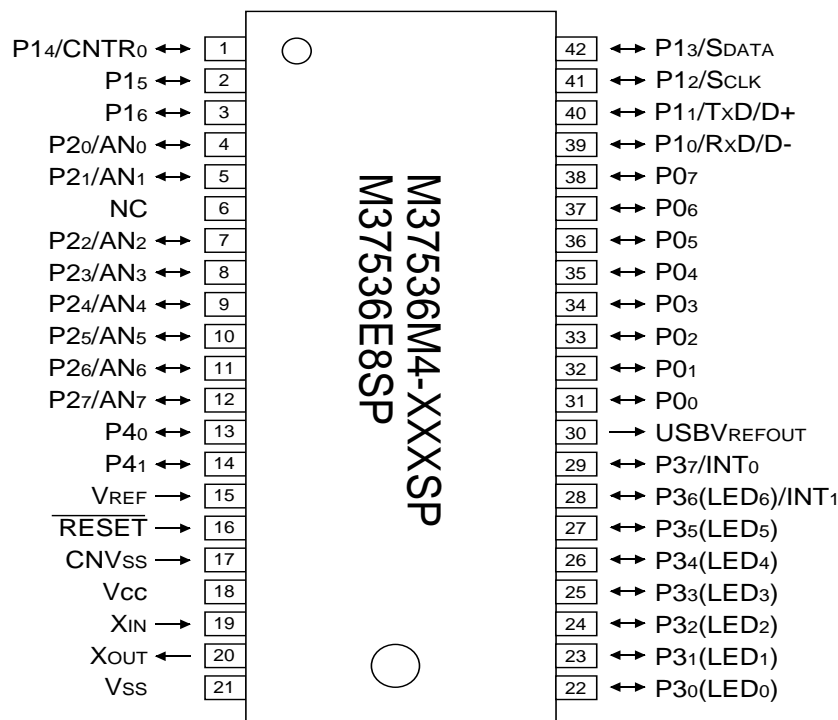 P14/CNTR0 1
P15 2
P16 3
P20/AN0 4
P21/AN1 5
NC 6
P22/AN2 7
P23/AN3 8
P24/AN4 9
P25/AN5 10
P26/AN6 11
P27/AN7 12
P40 13
P41 14
VREF 15
RESET 16
CNVSS 17
VCC 18
XIN 19
XOUT 20
VSS 21
M37536M4-XXXSP
M37536E8SP
42 P13/SDATA
41 P12/SCLK
40 P11/TXD/D+
39 P10/RXD/D-
38 P07
37 P06
36 P05
35 P04
34 P03
33 P02
32 P01
31 P00
30 USBVREFOUT
29 P37/INT0
28 P36(LED6)/INT1
27 P35(LED5)
26 P34(LED4)
25 P33(LED3)
24 P32(LED2)
23 P31(LED1)
22 P30(LED0)